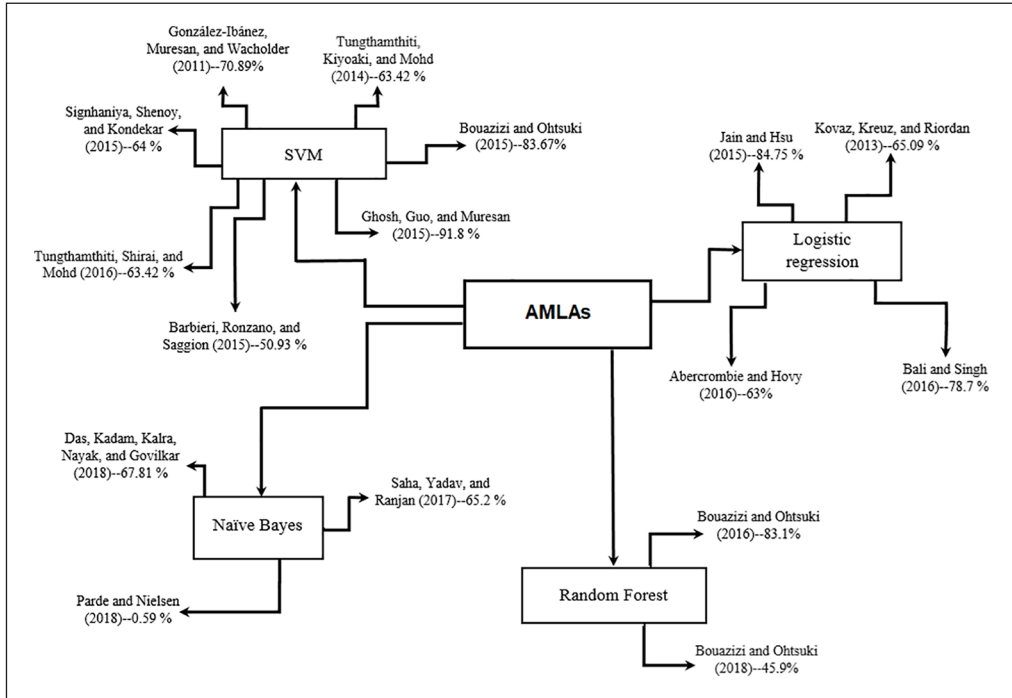 González-Ibánez,
Muresan, and Wacholder
(2011)--70.89%
Tungthamthiti,
Kiyoaki, and Mohd
(2014)--63.42 %
Signhaniya, Shenoy,
and Kondekar
(2015)--64 %
SVM
Bouazizi and Ohtsuki
(2015)--83.67%
Tungthamthiti, Shirai, and
Mohd (2016)--63.42 %
Ghosh, Guo, and Muresan
(2015)--91.8 %
Barbieri, Ronzano, and
Saggion (2015)--50.93 %
Jain and Hsu
(2015)--84.75 %
Kovaz, Kreuz, and Riordan
(2013)--65.09 %
Logistic
regression
AMLAs
Abercrombie and Hovy
(2016)--63%
Bali and Singh
(2016)--78.7 %
Das, Kadam, Kalra,
Nayak, and Govilkar
(2018)--67.81 %
Saha, Yadav, and
Ranjan (2017)--65.2 %
Naïve Bayes
Parde and Nielsen
(2018)--0.59 %
Bouazizi and Ohtsuki
(2016)--83.1%
Random Forest
Bouazizi and Ohtsuki
(2018)--45.9%